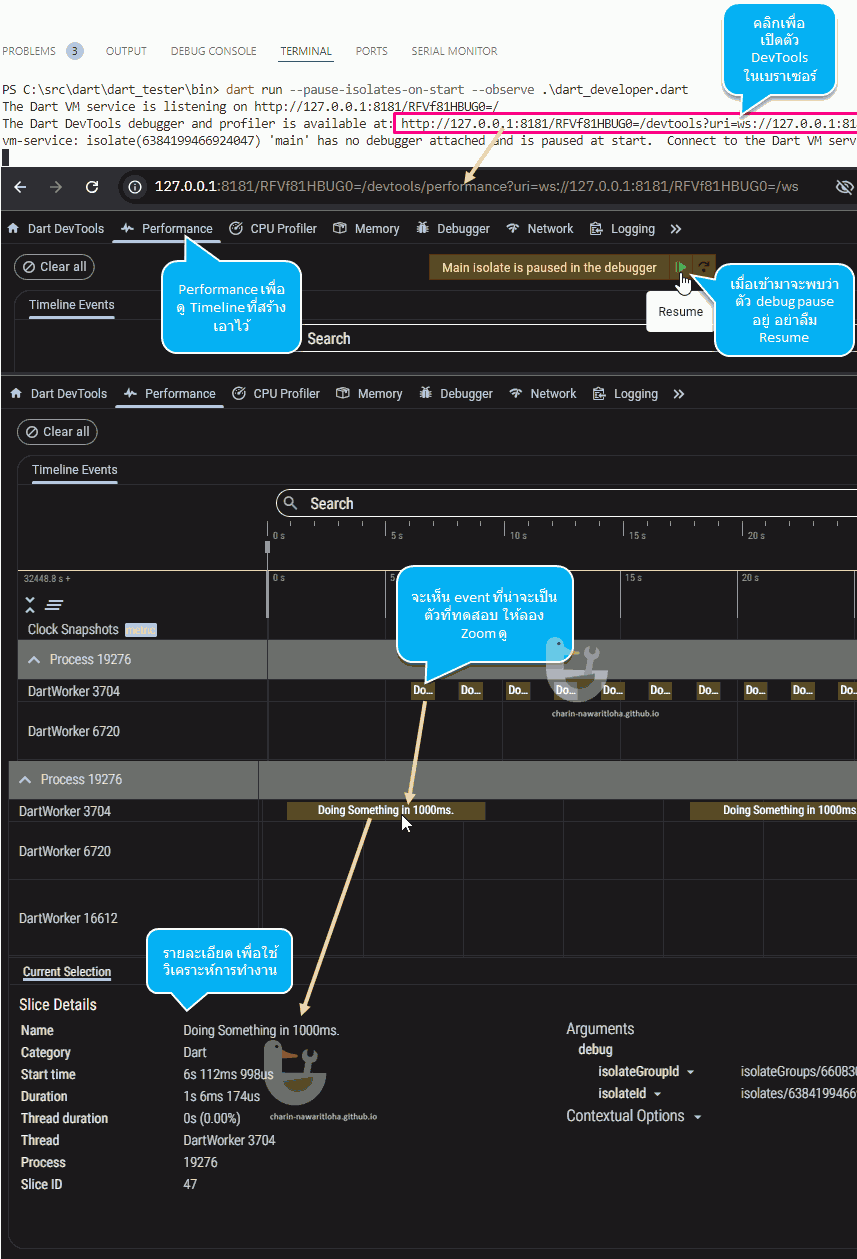 คลิกเพื่อ
เปิดตัว
DevTools
ในเบราเซอร์
PROBLEMS 3 OUTPUT DEBUG CONSOLE TERMINAL PORTS SERIAL MONITOR
PS C:\src\dart\dart_tester\bin> dart run --pause-isolates-on-start --observe .\dart_developer.dart
The Dart VM service is listening on http://127.0.0.1:8181/RFVf81HBUG0=/
The Dart DevTools debugger and profiler is available at: http://127.0.0.1:8181/RFVf81HBUG0=/devtools?uri=ws://127.0.0.1:81
vm-service: isolate(6384199466924047) 'main' has no debugger attached and is paused at start. Connect to the Dart VM serv
127.0.0.1:8181/RFVf81HBUG0=/devtools/performance?uri=ws://127.0.0.1:8181/RFVf81HBUG0=/ws
Dart DevTools Performance CPU Profiler Memory Debugger Network Logging
Clear all
Main isolate is paused in the debugger
Performance เพื่อ
ดู Timeline ที่สร้าง
เอาไว้
เมื่อเข้ามาจะพบว่า
ตัว debug pause
อยู่ อย่าลืม
Resume
Timeline Events
Resume
Search
Dart DevTools Performance CPU Profiler Memory Debugger Network Logging
Clear all
Timeline Events
Search
0 s 5 s 10 s 15 s 20 s
32448.8 s + 0 s 5 15 s 20 s
จะเห็น event ที่น่าจะเป็น
ตัวที่ทดสอบ ให้ลอง
Zoom ดู
Clock Snapshots metric
Process 19276
DartWorker 3704 Do... Do... Do... Do... Do... Do... Do... Do... Do... Do...
charin-nawaritloha.github.io
DartWorker 6720
Process 19276
DartWorker 3704 Doing Something in 1000ms. Doing Something in 1000ms
DartWorker 6720
DartWorker 16612
รายละเอียด เพื่อใช้
วิเคราะห์การทำงาน
Current Selection
Slice Details
Name Doing Something in 1000ms.
Category Dart
Start time 6s 112ms 998us
Duration 1s 6ms 174us
Thread duration 0s (0.00%)
Thread DartWorker 3704
Process 19276
Slice ID 47
Arguments
debug
isolateGroupId isolateGroups/66083
isolateId isolates/638419946
Contextual Options
charin-nawaritloha.github.io